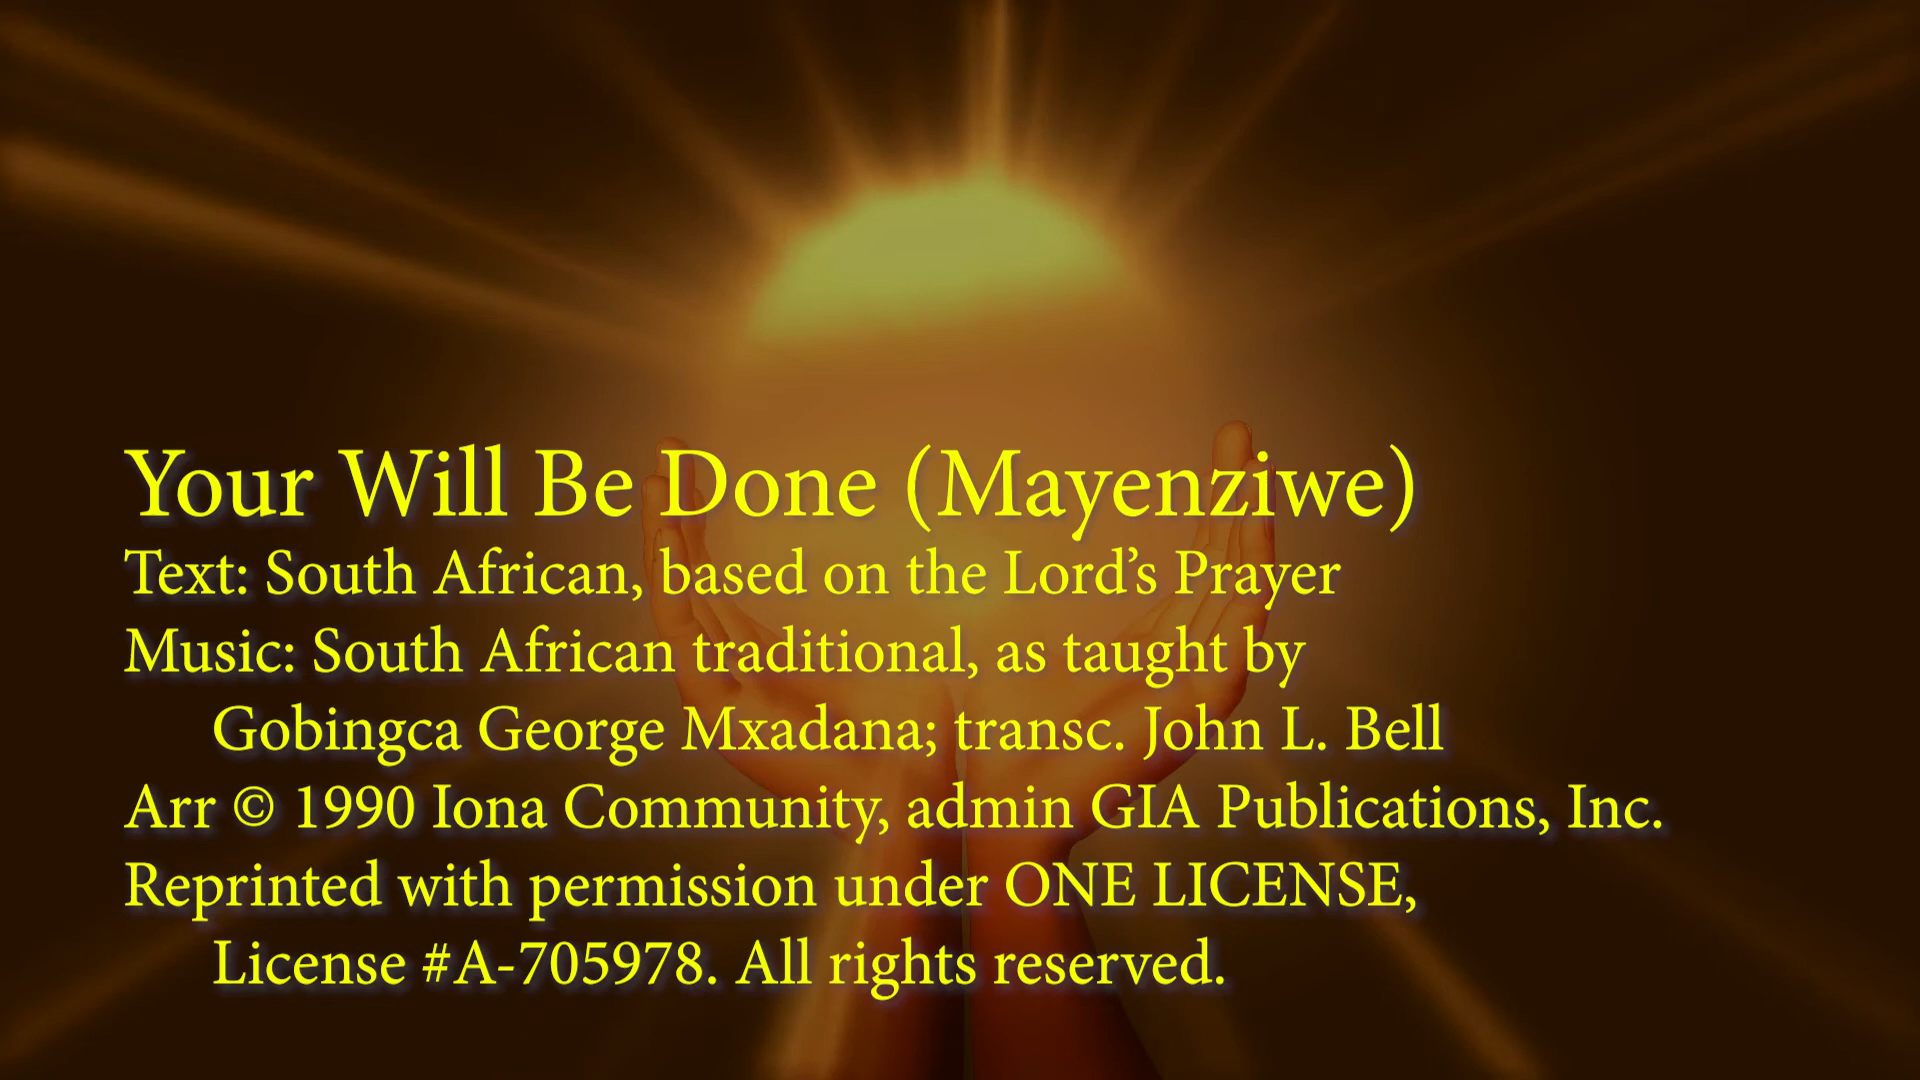 Your Will Be Done (Mayenziwe)
Text: South African, based on the Lord’s Prayer
Music: South African traditional, as taught by
Gobingca George Mxadana; transc. John L. Bell
Arr © 1990 Iona Community, admin GIA Publications, Inc.
Reprinted with permission under ONE LICENSE,
License #A-705978. All rights reserved.